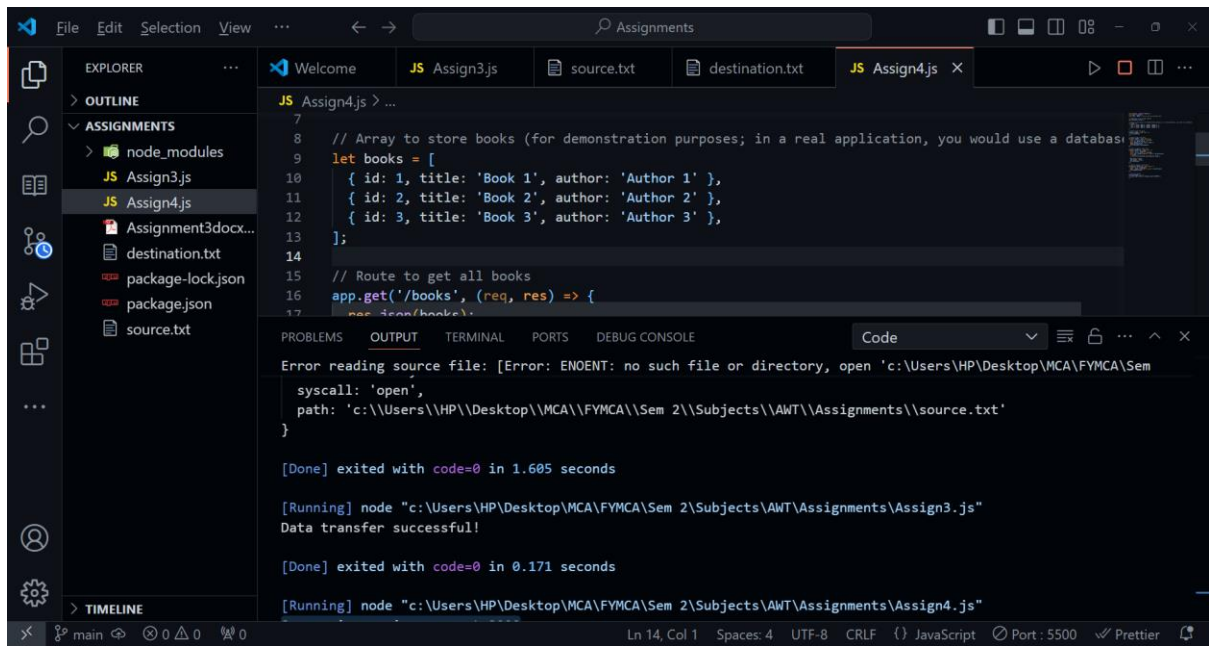 File Edit Selection View ... Assignments
EXPLORER ...
OUTLINE
ASSIGNMENTS
node_modules
JS Assign3.js
JS Assign4.js
Assignment3docx...
destination.txt
package-lock.json
package.json
source.txt
TIMELINE
Welcome JS Assign3.js source.txt destination.txt JS Assign4.js
JS Assign4.js > ...
7
8 // Array to store books (for demonstration purposes; in a real application, you would use a database
9 let books = [
10 { id: 1, title: 'Book 1', author: 'Author 1' },
11 { id: 2, title: 'Book 2', author: 'Author 2' },
12 { id: 3, title: 'Book 3', author: 'Author 3' },
13 ];
14
15 // Route to get all books
16 app.get('/books', (req, res) => {
17 res.json(books);
PROBLEMS OUTPUT TERMINAL PORTS DEBUG CONSOLE Code
Error reading source file: [Error: ENOENT: no such file or directory, open 'c:\Users\HP\Desktop\MCA\FYMCA\Sem
syscall: 'open',
path: 'c:\\Users\\HP\\Desktop\\MCA\\FYMCA\\Sem 2\\Subjects\\AWT\\Assignments\\source.txt'
}
[Done] exited with code=0 in 1.605 seconds
[Running] node "c:\Users\HP\Desktop\MCA\FYMCA\Sem 2\Subjects\AWT\Assignments\Assign3.js"
Data transfer successful!
[Done] exited with code=0 in 0.171 seconds
[Running] node "c:\Users\HP\Desktop\MCA\FYMCA\Sem 2\Subjects\AWT\Assignments\Assign4.js"
main 0 0 0 Ln 14, Col 1 Spaces: 4 UTF-8 CRLF {} JavaScript Port : 5500 Prettier